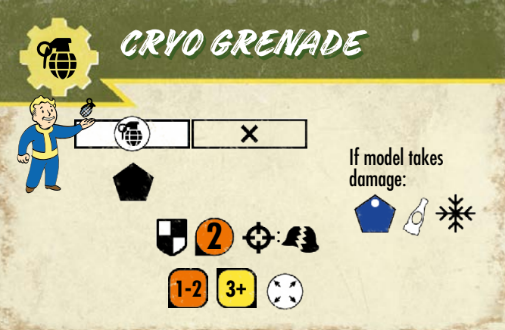 CRYO GRENADE
If model takes
damage:
2
:
1-2 3+